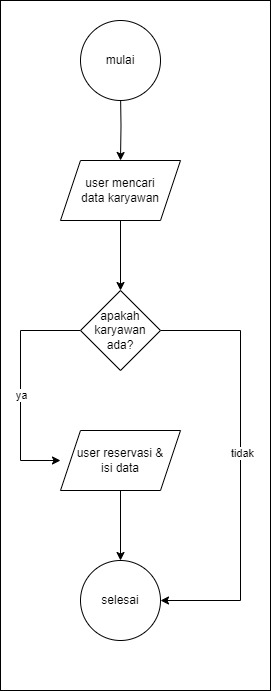 mulai
user mencari
data karyawan
apakah
karyawan
ada?
ya
tidak
user reservasi &
isi data
selesai